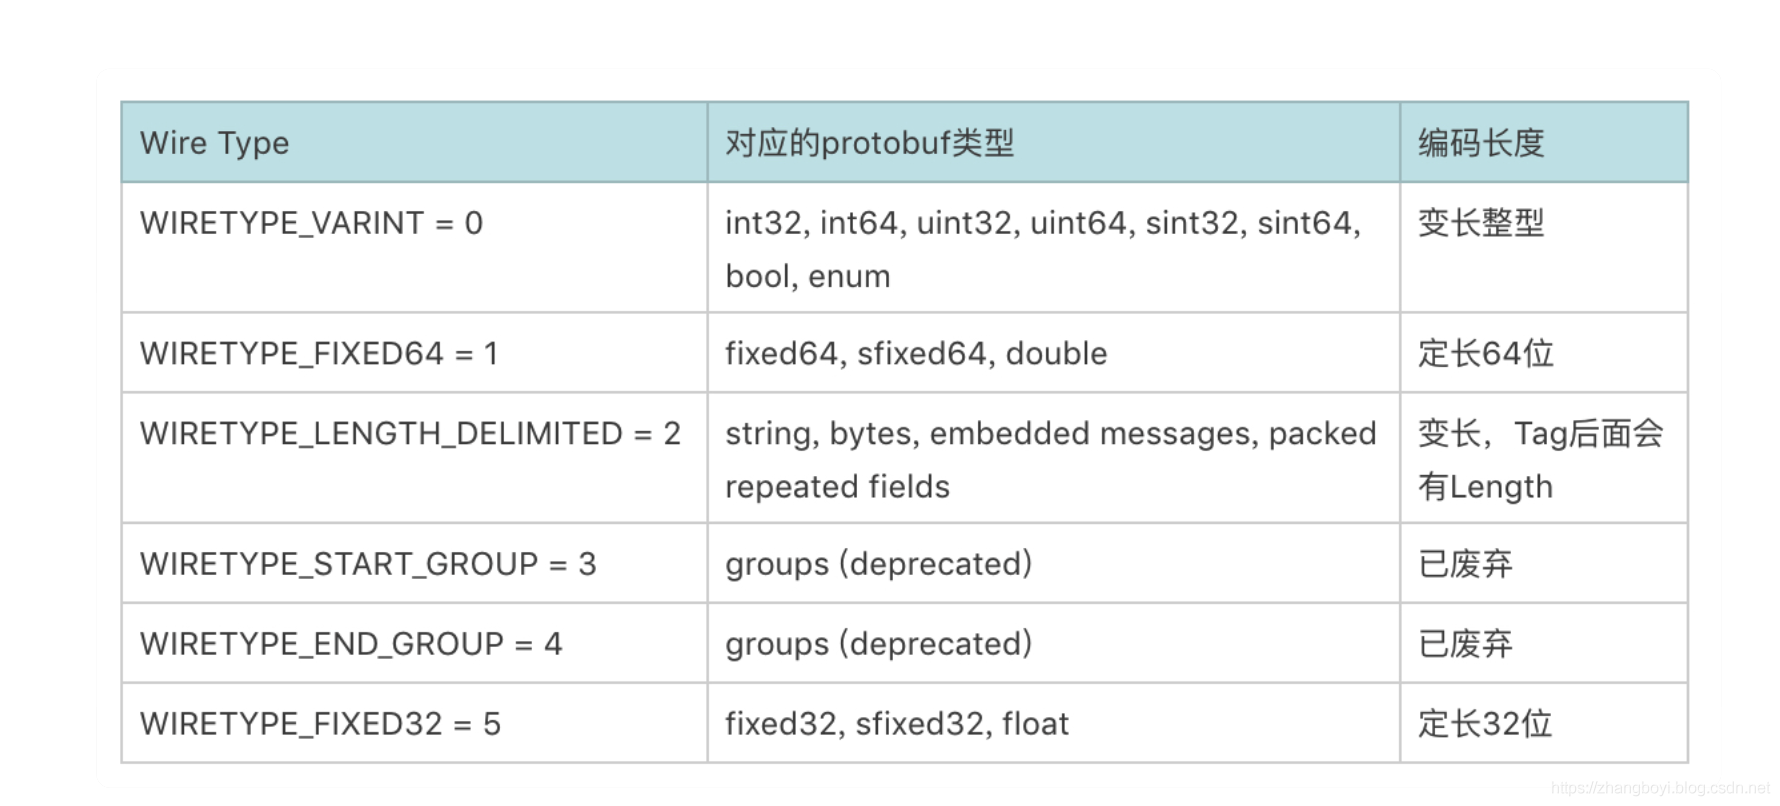 Wire Type
对应的protobuf类型
编码长度
WIRETYPE_VARINT = 0
int32, int64, uint32, uint64, sint32, sint64,
bool, enum
变长整型
WIRETYPE_FIXED64 = 1
fixed64, sfixed64, double
定长64位
WIRETYPE_LENGTH_DELIMITED = 2
string, bytes, embedded messages, packed
repeated fields
变长，Tag后面会
有Length
WIRETYPE_START_GROUP = 3
groups (deprecated)
已废弃
WIRETYPE_END_GROUP = 4
groups (deprecated)
已废弃
WIRETYPE_FIXED32 = 5
fixed32, sfixed32, float
定长32位
https://zhangboyi.blog.csdn.net